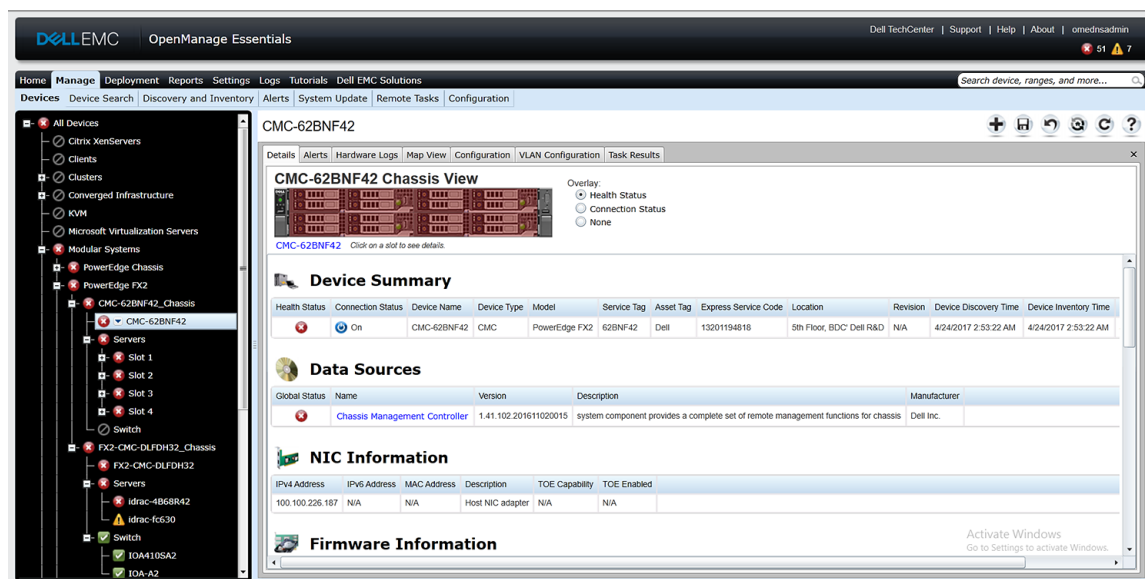 Dell TechCenter | Support | Help | About | omednsadmin
DELLEMC OpenManage Essentials
51 7
Home Manage Deployment Reports Settings Logs Tutorials Dell EMC Solutions
Search device, ranges, and more...
Devices Device Search Discovery and Inventory Alerts System Update Remote Tasks Configuration
All Devices
Citrix XenServers
Clients
Clusters
Converged Infrastructure
KVM
Microsoft Virtualization Servers
Modular Systems
PowerEdge Chassis
PowerEdge FX2
CMC-62BNF42_Chassis
CMC-62BNF42
Servers
Slot 1
Slot 2
Slot 3
Slot 4
Switch
FX2-CMC-DLFDH32_Chassis
FX2-CMC-DLFDH32
Servers
idrac-4B68R42
idrac-fc630
Switch
IOA410SA2
IOA-A2
CMC-62BNF42
Details Alerts Hardware Logs Map View Configuration VLAN Configuration Task Results
CMC-62BNF42 Chassis View
Overlay:
Health Status
Connection Status
None
CMC-62BNF42 Click on a slot to see details.
Device Summary
Health Status Connection Status Device Name Device Type Model Service Tag Asset Tag Express Service Code Location Revision Device Discovery Time Device Inventory Time
On CMC-62BNF42 CMC PowerEdge FX2 62BNF42 Dell 13201194818 5th Floor, BDC' Dell R&D N/A 4/24/2017 2:53:22 AM 4/24/2017 2:53:22 AM
Data Sources
Global Status Name Version Description Manufacturer
Chassis Management Controller 1.41.102.201611020015 system component provides a complete set of remote management functions for chassis Dell Inc.
NIC Information
IPv4 Address IPv6 Address MAC Address Description TOE Capability TOE Enabled
100.100.226.187 N/A N/A Host NIC adapter N/A N/A
Firmware Information
Activate Windows
Go to Settings to activate Windows.